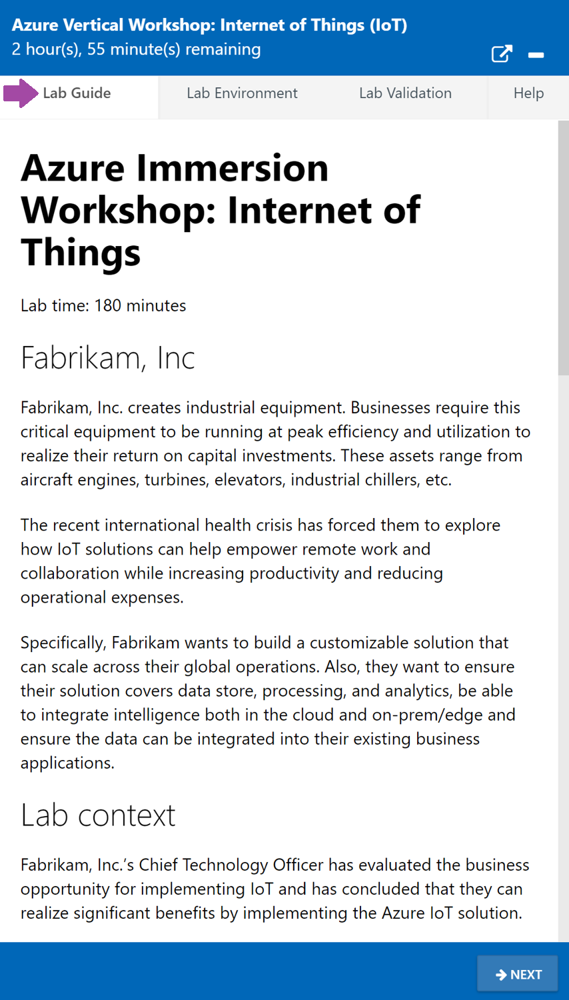 Azure Vertical Workshop: Internet of Things (IoT)
2 hour(s), 55 minute(s) remaining
Lab Guide
Lab Environment
Lab Validation
Help
Azure Immersion
Workshop: Internet of
Things
Lab time: 180 minutes
Fabrikam, Inc
Fabrikam, Inc. creates industrial equipment. Businesses require this
critical equipment to be running at peak efficiency and utilization to
realize their return on capital investments. These assets range from
aircraft engines, turbines, elevators, industrial chillers, etc.
The recent international health crisis has forced them to explore
how IoT solutions can help empower remote work and
collaboration while increasing productivity and reducing
operational expenses.
Specifically, Fabrikam wants to build a customizable solution that
can scale across their global operations. Also, they want to ensure
their solution covers data store, processing, and analytics, be able
to integrate intelligence both in the cloud and on-prem/edge and
ensure the data can be integrated into their existing business
applications.
Lab context
Fabrikam, Inc.’s Chief Technology Officer has evaluated the business
opportunity for implementing IoT and has concluded that they can
realize significant benefits by implementing the Azure IoT solution.
NEXT